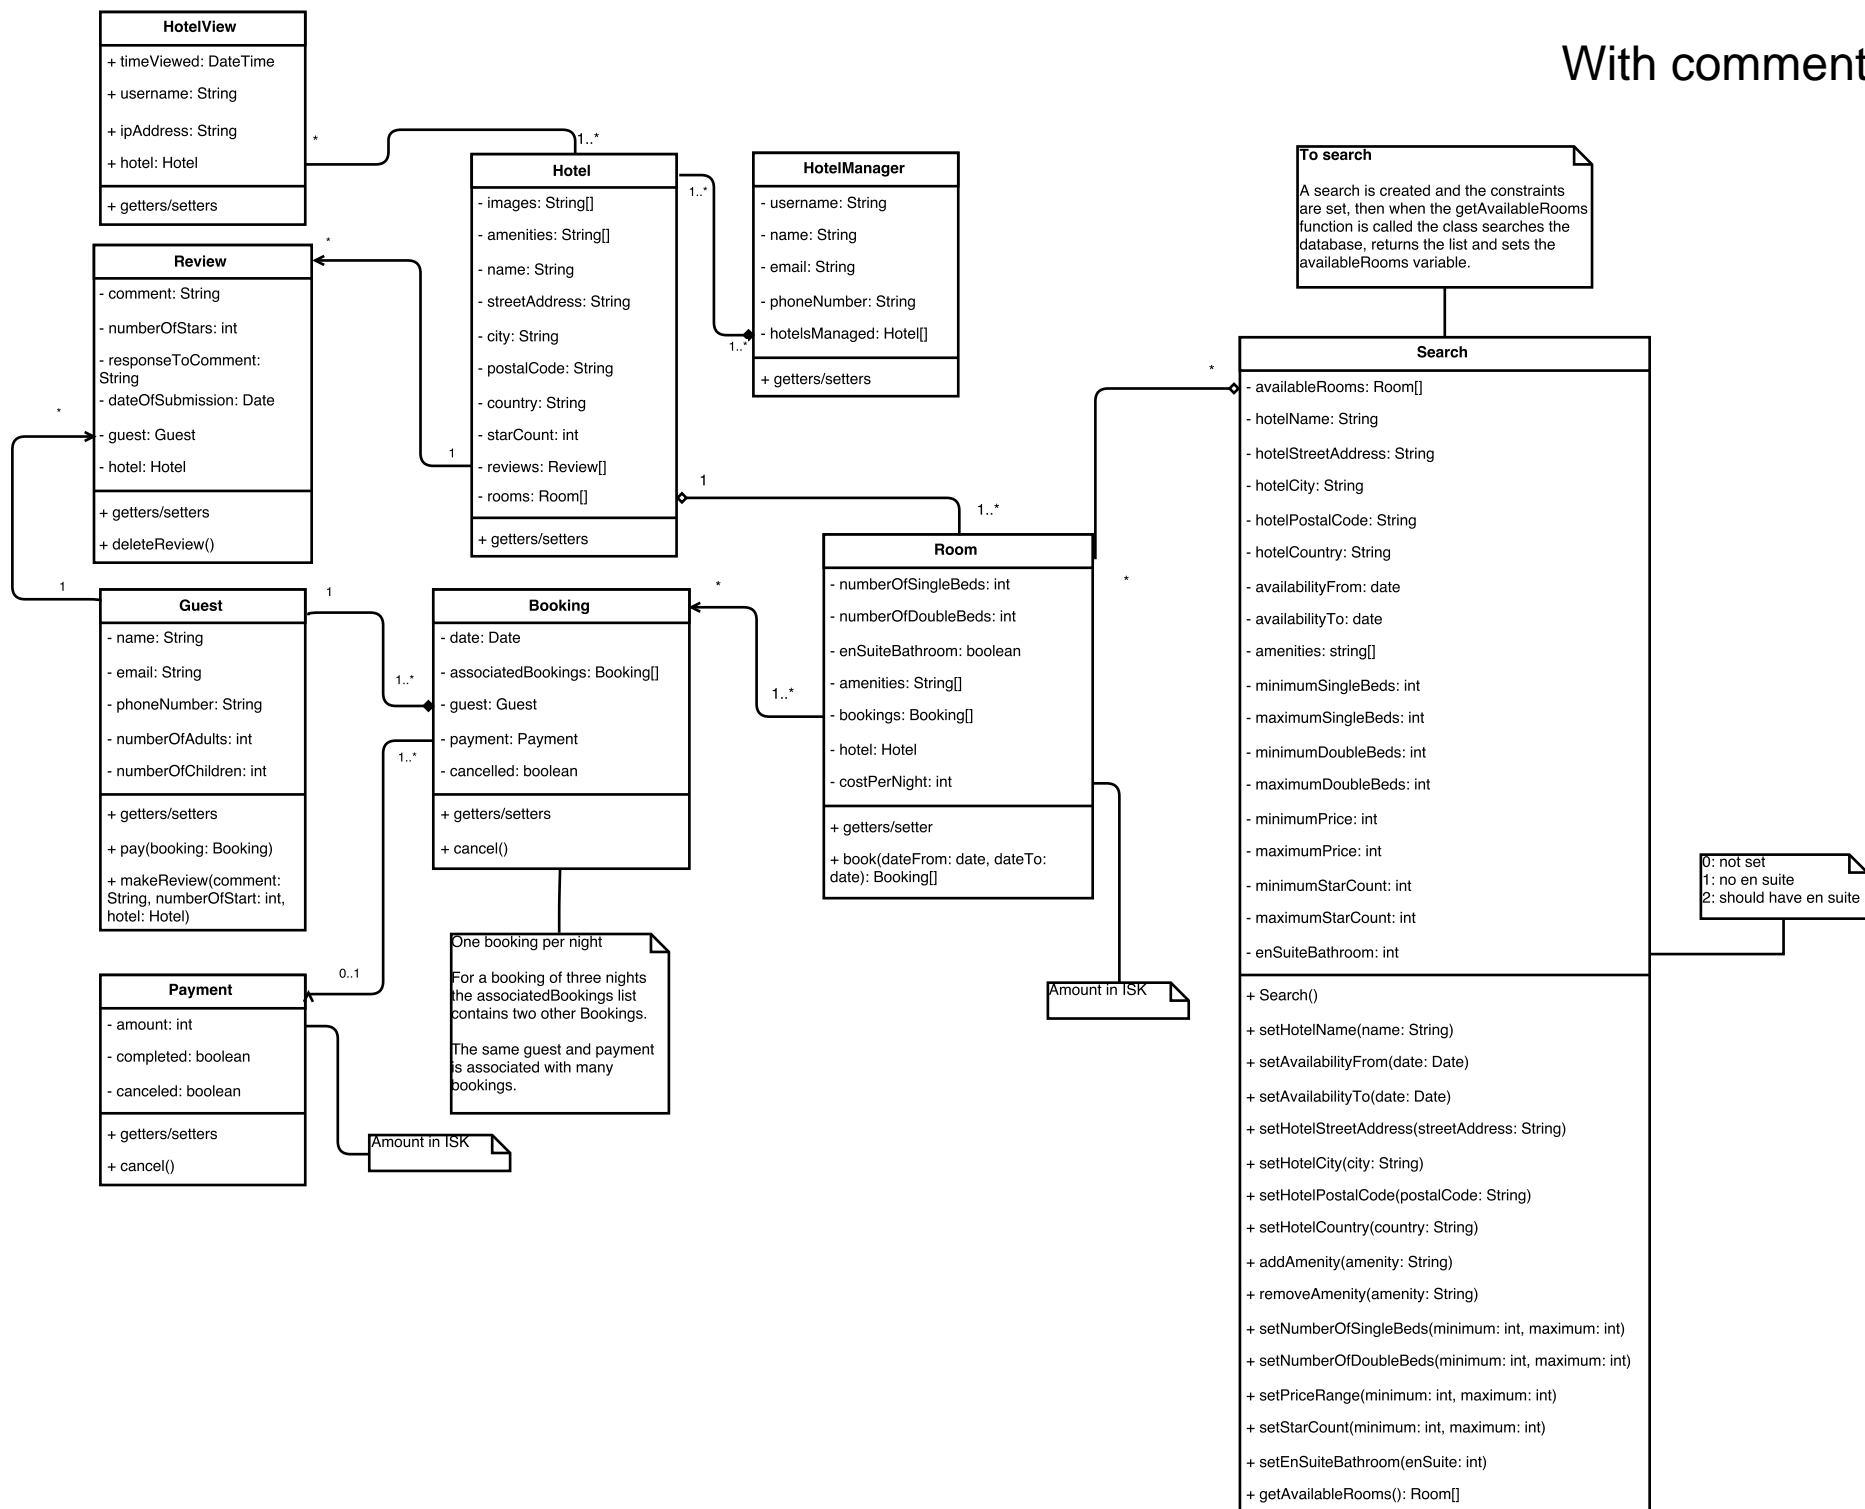 With comment
HotelView
+ timeViewed: DateTime
+ username: String
+ ipAddress: String
+ hotel: Hotel
+ getters/setters
*
1..*
Review
- comment: String
- numberOfStars: int
- responseToComment:
String
- dateOfSubmission: Date
- guest: Guest
- hotel: Hotel
+ getters/setters
+ deleteReview()
*
*
1
1
Hotel
- images: String[]
- amenities: String[]
- name: String
- streetAddress: String
- city: String
- postalCode: String
- country: String
- starCount: int
- reviews: Review[]
- rooms: Room[]
+ getters/setters
1..*
1..*
HotelManager
- username: String
- name: String
- email: String
- phoneNumber: String
- hotelsManaged: Hotel[]
+ getters/setters
1
1..*
Guest
- name: String
- email: String
- phoneNumber: String
- numberOfAdults: int
- numberOfChildren: int
+ getters/setters
+ pay(booking: Booking)
+ makeReview(comment:
String, numberOfStart: int,
hotel: Hotel)
1
1..*
1..*
0..1
Booking
- date: Date
- associatedBookings: Booking[]
- guest: Guest
- payment: Payment
- cancelled: boolean
+ getters/setters
+ cancel()
*
1..*
One booking per night
For a booking of three nights
the associatedBookings list
contains two other Bookings.
The same guest and payment
is associated with many
bookings.
Payment
- amount: int
- completed: boolean
- canceled: boolean
+ getters/setters
+ cancel()
Amount in ISK
Room
- numberOfSingleBeds: int
- numberOfDoubleBeds: int
- enSuiteBathroom: boolean
- amenities: String[]
- bookings: Booking[]
- hotel: Hotel
- costPerNight: int
+ getters/setter
+ book(dateFrom: date, dateTo:
date): Booking[]
*
*
Amount in ISK
To search
A search is created and the constraints
are set, then when the getAvailableRooms
function is called the class searches the
database, returns the list and sets the
availableRooms variable.
Search
- availableRooms: Room[]
- hotelName: String
- hotelStreetAddress: String
- hotelCity: String
- hotelPostalCode: String
- hotelCountry: String
- availabilityFrom: date
- availabilityTo: date
- amenities: string[]
- minimumSingleBeds: int
- maximumSingleBeds: int
- minimumDoubleBeds: int
- maximumDoubleBeds: int
- minimumPrice: int
- maximumPrice: int
- minimumStarCount: int
- maximumStarCount: int
- enSuiteBathroom: int
+ Search()
+ setHotelName(name: String)
+ setAvailabilityFrom(date: Date)
+ setAvailabilityTo(date: Date)
+ setHotelStreetAddress(streetAddress: String)
+ setHotelCity(city: String)
+ setHotelPostalCode(postalCode: String)
+ setHotelCountry(country: String)
+ addAmenity(amenity: String)
+ removeAmenity(amenity: String)
+ setNumberOfSingleBeds(minimum: int, maximum: int)
+ setNumberOfDoubleBeds(minimum: int, maximum: int)
+ setPriceRange(minimum: int, maximum: int)
+ setStarCount(minimum: int, maximum: int)
+ setEnSuiteBathroom(enSuite: int)
+ getAvailableRooms(): Room[]
0: not set
1: no en suite
2: should have en suite